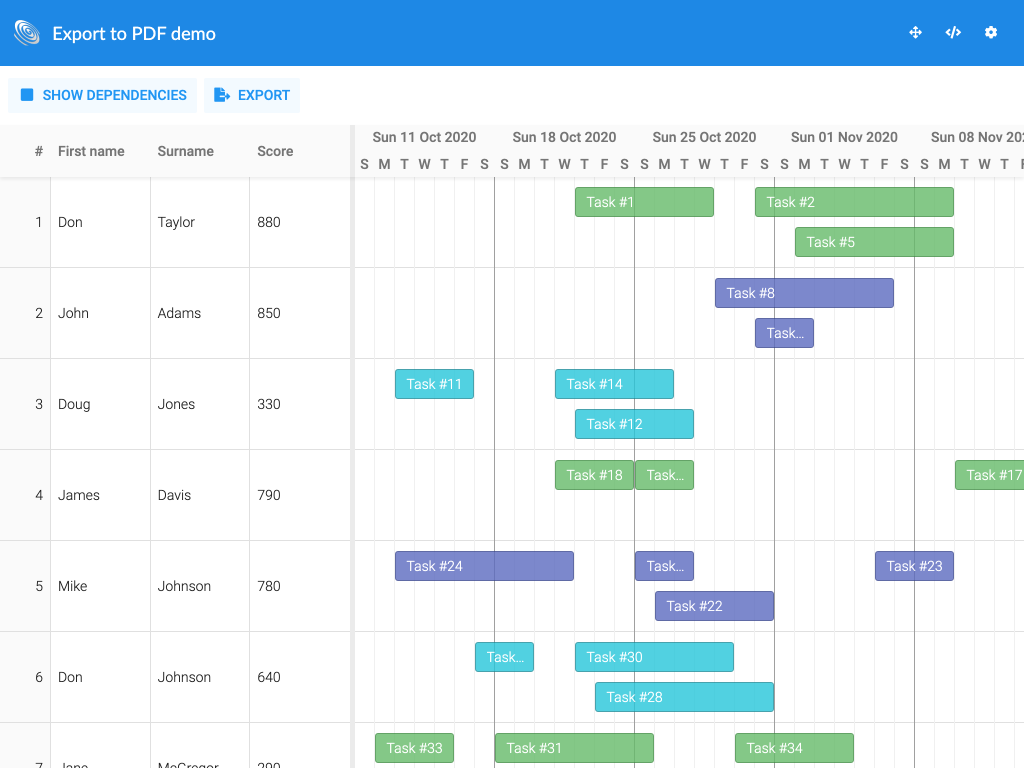 Export to PDF demo
SHOW DEPENDENCIES EXPORT
# First name Surname Score
Sun 11 Oct 2020 Sun 18 Oct 2020 Sun 25 Oct 2020 Sun 01 Nov 2020 Sun 08 Nov 202
S M T W T F S S M T W T F S S M T W T F S S M T W T F S S M T W T F
1 Don Taylor 880 Task #1 Task #2
Task #5
2 John Adams 850 Task #8
Task...
3 Doug Jones 330 Task #11 Task #14
Task #12
4 James Davis 790 Task #18 Task... Task #17
5 Mike Johnson 780 Task #24 Task... Task #23
Task #22
6 Don Johnson 640 Task... Task #30
Task #28
7 Jane McGregor 290 Task #33 Task #31 Task #34